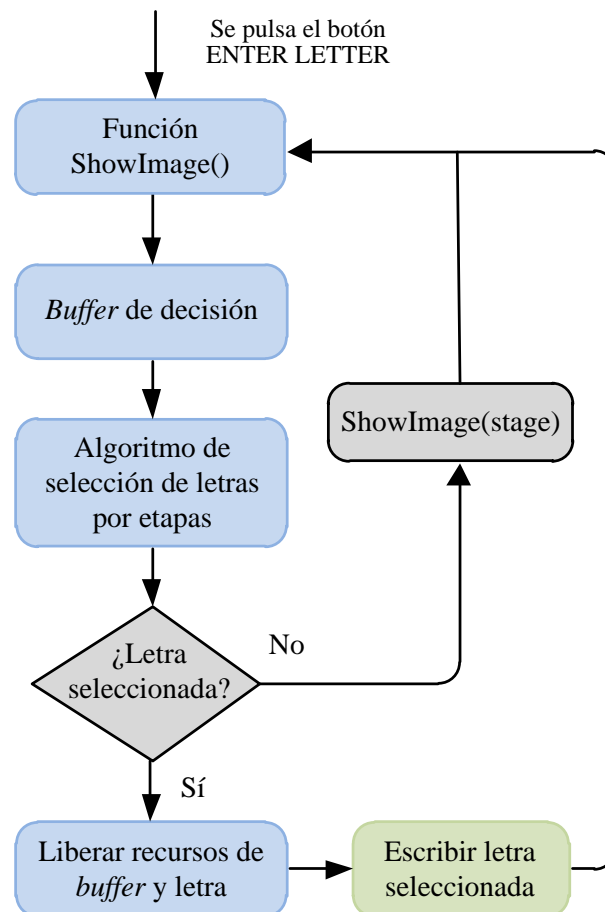 Se pulsa el botón
ENTER LETTER
Función
ShowImage()
Buffer de decisión
ShowImage(stage)
Algoritmo de
selección de letras
por etapas
¿Letra
seleccionada?
No
Sí
Liberar recursos de
buffer y letra
Escribir letra
seleccionada